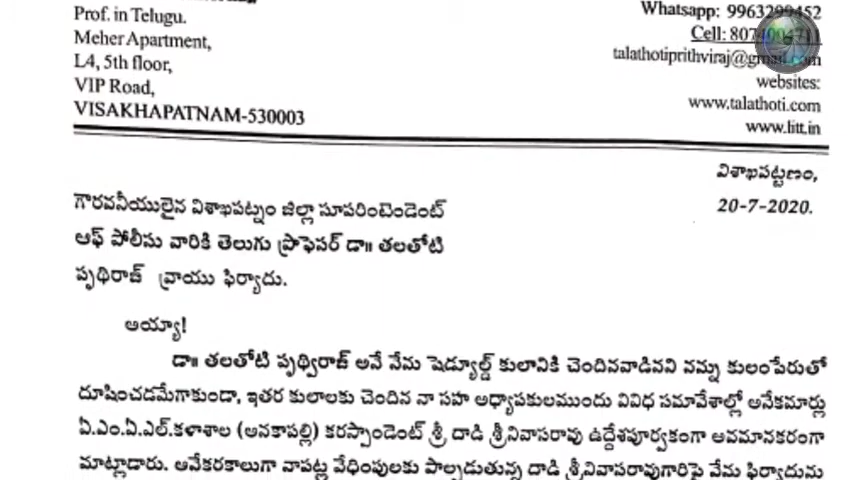 Prof. in Telugu.
Meher Apartment,
L4, 5th floor,
VIP Road,
VISAKHAPATNAM-530003
Whatsapp: 9963299452
Cell:
talathotiprithviraj@gmail.com
websites:
www.talathoti.com
www.litt.in
విశాఖపట్టణం,
20-7-2020.
గౌరవనీయులైన విశాఖపట్నం జిల్లా సూపరింటెండెంట్
ఆఫ్ పోలీసు వారికి తెలుగు ప్రొఫెసర్ డా॥ తలతోటి
పృథిరాజ్ వ్రాయు ఫిర్యాదు.
అయ్యా!
డా॥ తలతోటి పృథ్విరాజ్ అనే నేను షెడ్యూల్డ్ కులానికి చెందినవాడినని నన్ను కులంపేరుతో
దూషించడమేగాకుండా, ఇతర కులాలకు చెందిన నా సహ అధ్యాపకులముందు వివిధ సమావేశాల్లో అనేకమార్లు
ఏ.ఎం.ఏ.ఎల్.కళాశాల (అనకాపల్లి) కరస్పాండెంట్ శ్రీ దాడి శ్రీనివాసరావు ఉద్దేశపూర్వకంగా అవమానకరంగా
మాట్లాడారు. అనేకరకాలుగా నాపట్ల వేధింపులకు పాల్పడుతున్న దాడి శ్రీనివాసరావుగారిపై నేను ఫిర్యాదును